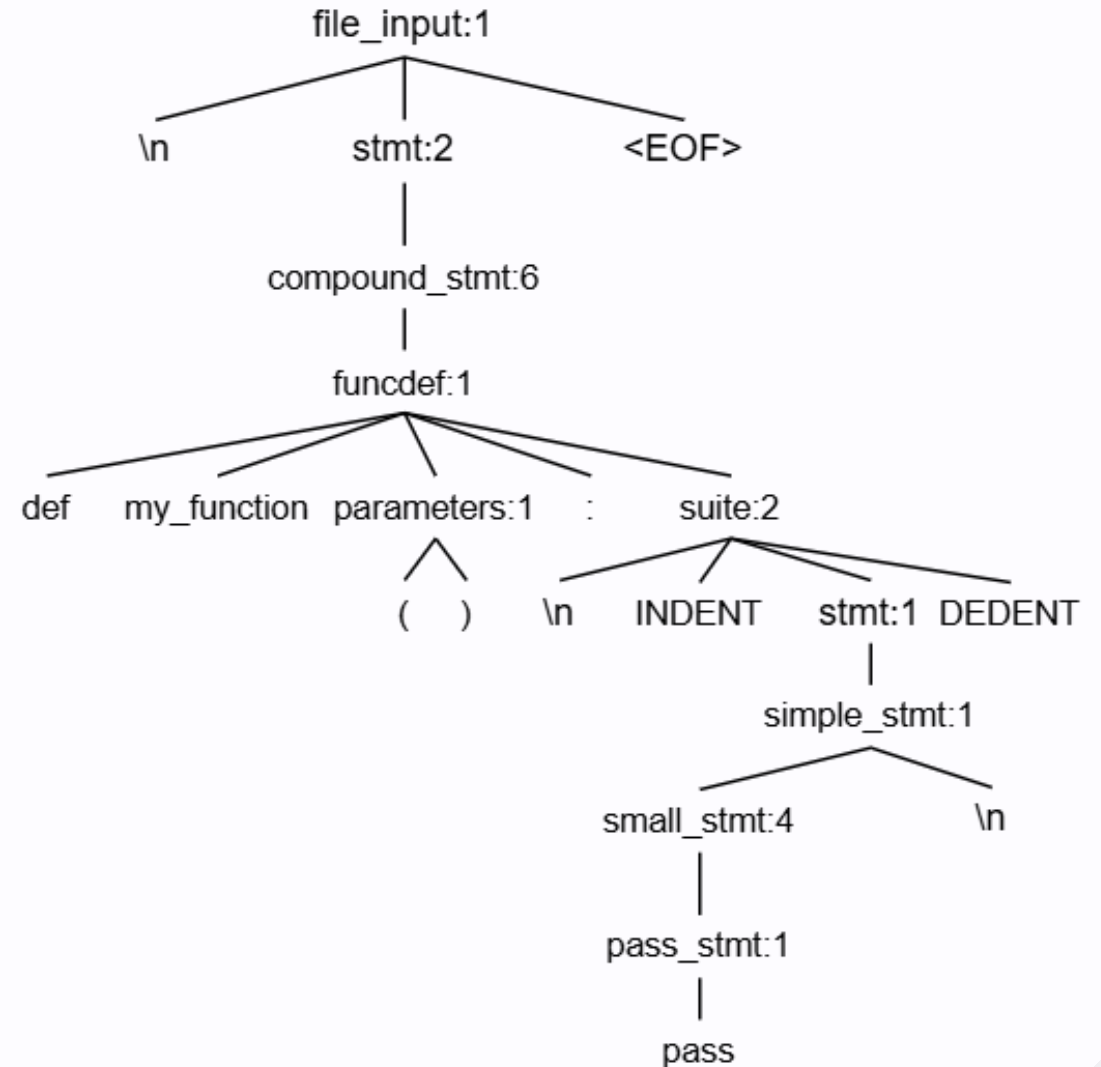 file_input:1
\n stmt:2 <EOF>
compound_stmt:6
funcdef:1
def my_function parameters:1 : suite:2
( ) \n INDENT stmt:1 DEDENT
simple_stmt:1
small_stmt:4 \n
pass_stmt:1
pass